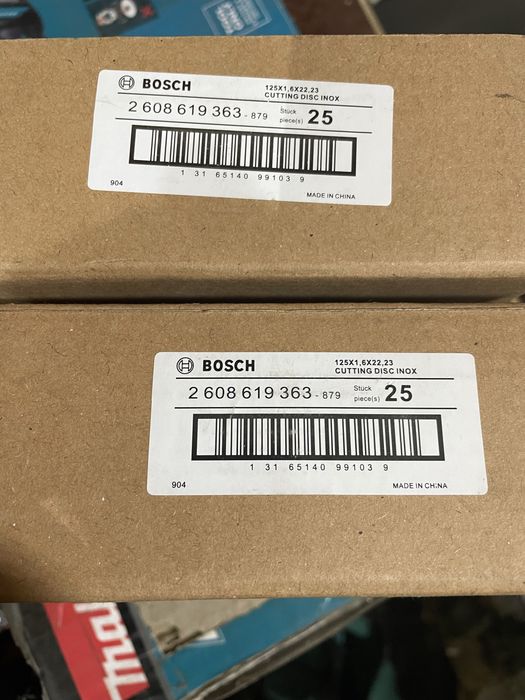 BOSCH
125X1,6X22,23
CUTTING DISC INOX
2 608 619 363 - 879
Stück
piece(s) 25
1 31 65140 99103 9
904
MADE IN CHINA
BOSCH
125X1,6X22,23
CUTTING DISC INOX
2 608 619 363 - 879
Stück
piece(s) 25
1 31 65140 99103 9
904
MADE IN CHINA